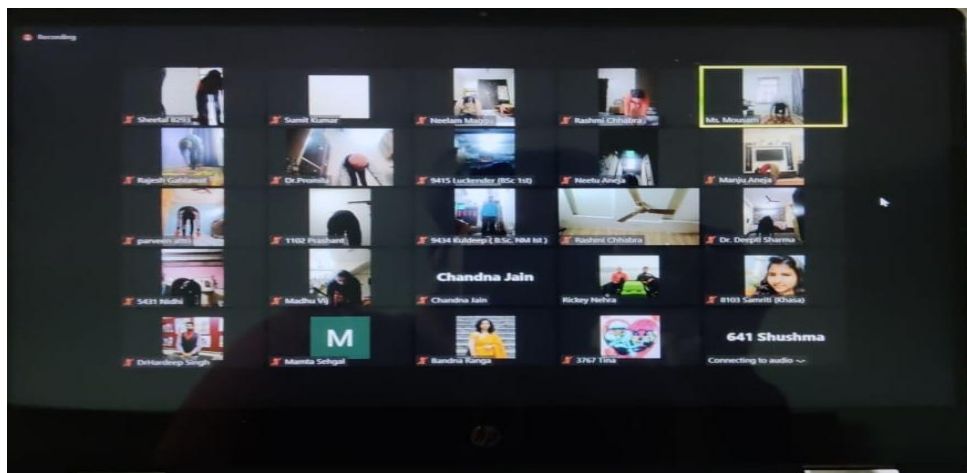 Recording
Sheetal 8293
Sumit Kumar
Neelam Maggu
Rashmi Chhabra
Ms. Mousam
Rajesh Gahlawat
Dr.Promila
9415 Luckender (BSc 1st)
Neetu Aneja
Manju Aneja
parveen
1102 Prashant
9434 Kuldeep ( B.Sc. NM Ist )
Rashmi Chhabra
Dr. Deepti Sharma
5431 Nidhi
Madhu Vij
Chandna Jain
Chandna Jain
Rickey Nehra
8103 Samriti (Khasa)
DrHardeep Singh
M
Mamta Sehgal
Bandna Ranga
3767 Tina
641 Shushma
Connecting to audio
hp